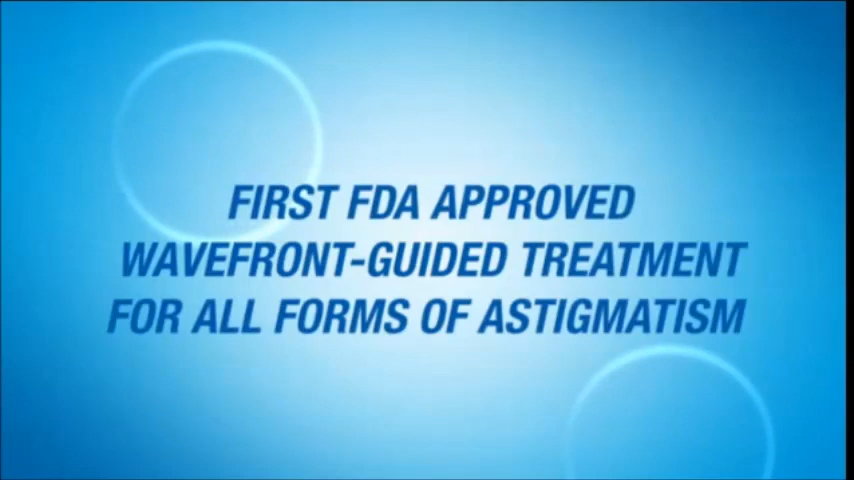 FIRST FDA APPROVED
WAVEFRONT-GUIDED TREATMENT
FOR ALL FORMS OF ASTIGMATISM